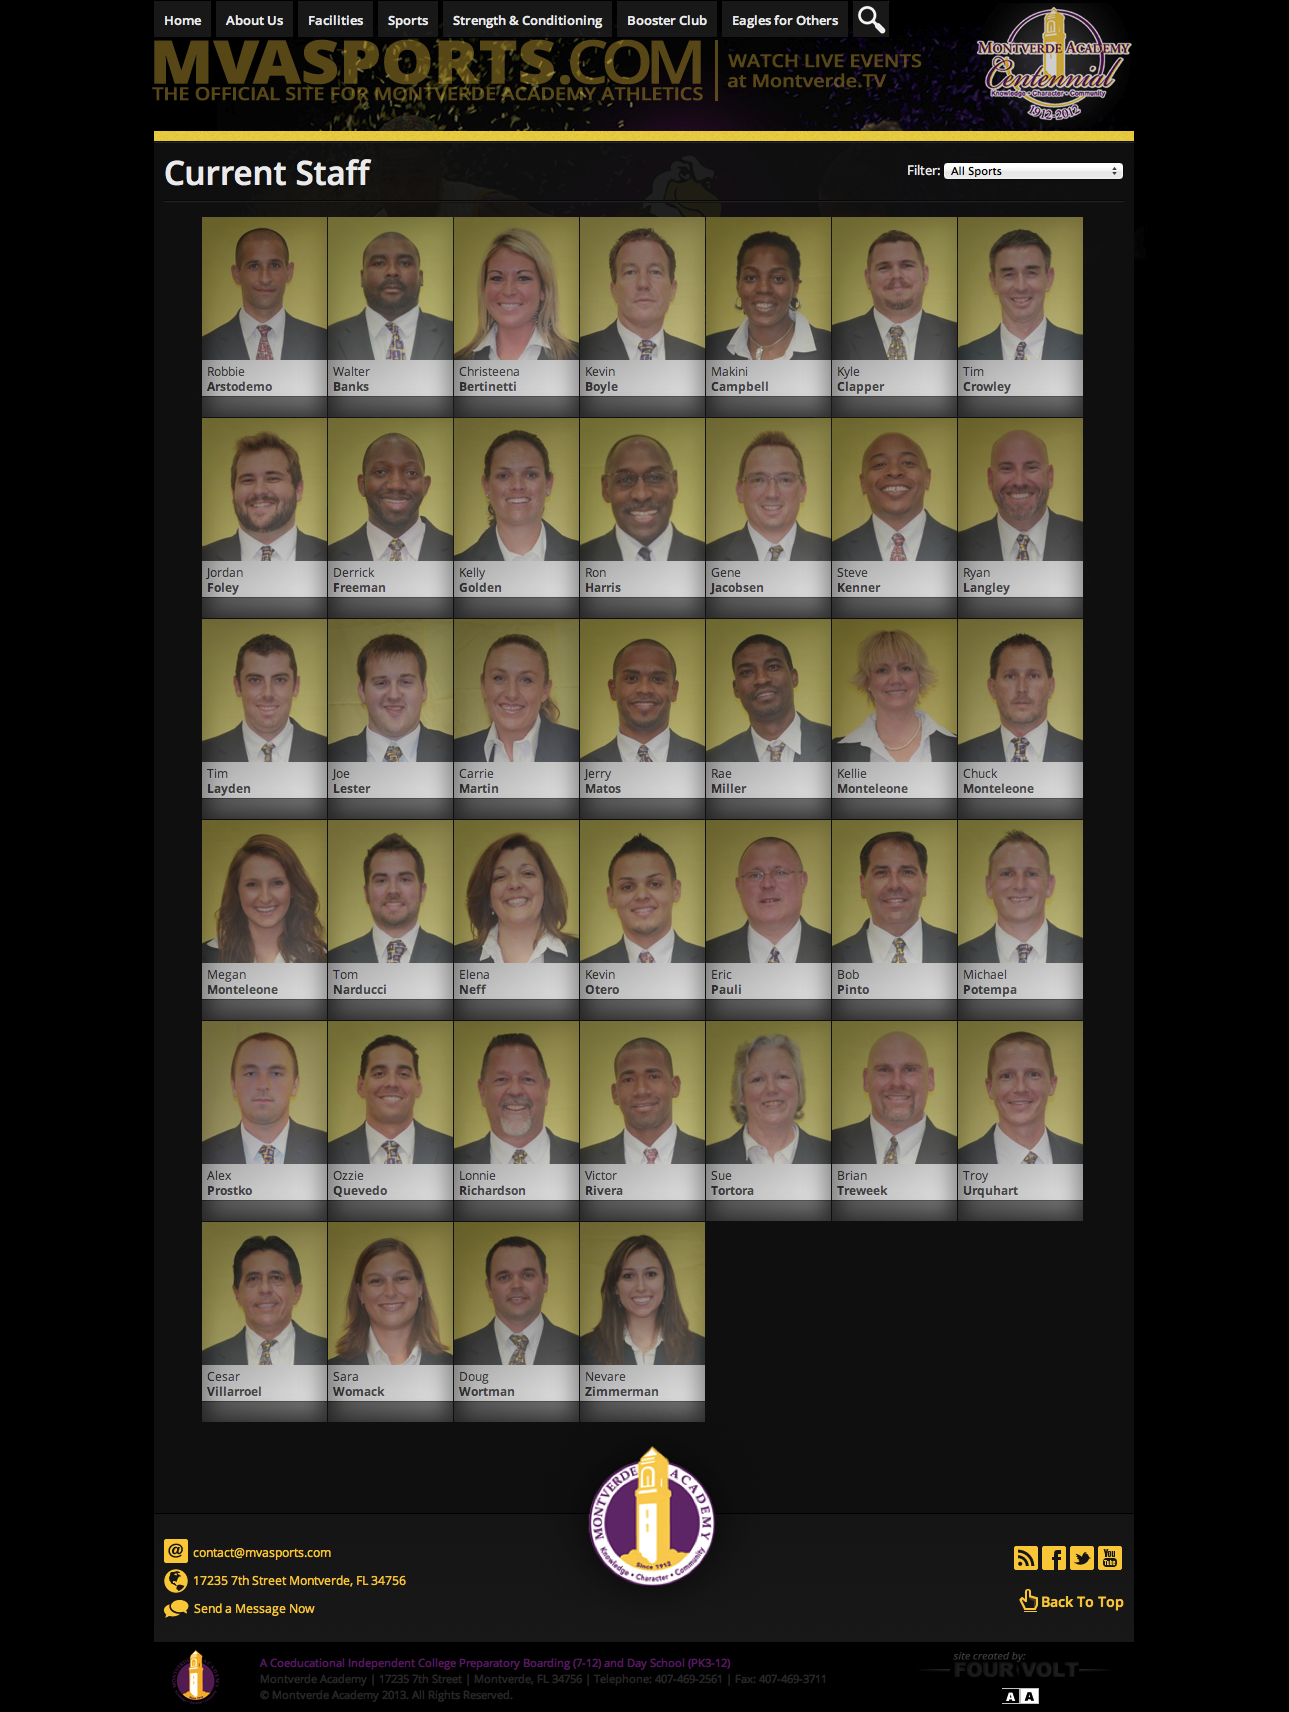 Home About Us Facilities Sports Strength & Conditioning Booster Club Eagles for Others
MVASPORTS.COM
THE OFFICIAL SITE FOR MONTVERDE ACADEMY ATHLETICS
WATCH LIVE EVENTS
at Montverde.TV
MONTVERDE ACADEMY
Centennial
Knowledge • Character • Community
1912-2012
Current Staff
Filter: All Sports
Robbie Walter Christeena Kevin Makini Kyle Tim
Arstodemo Banks Bertinetti Boyle Campbell Clapper Crowley
Jordan Derrick Kelly Ron Gene Steve Ryan
Foley Freeman Golden Harris Jacobsen Kenner Langley
Tim Joe Carrie Jerry Rae Kellie Chuck
Layden Lester Martin Matos Miller Monteleone Monteleone
Megan Tom Elena Kevin Eric Bob Michael
Monteleone Narducci Neff Otero Pauli Pinto Potempa
Alex Ozzie Lonnie Victor Sue Brian Troy
Prostko Quevedo Richardson Rivera Tortora Treweek Urquhart
Cesar Sara Doug Nevare
Villarroel Womack Wortman Zimmerman
MONTVERDE ACADEMY
Since 1912
Knowledge • Character • Community
@ contact@mvasports.com
17235 7th Street Montverde, FL 34756
Send a Message Now
You Tube
Back To Top
A Coeducational Independent College Preparatory Boarding (7-12) and Day School (PK3-12)
Montverde Academy | 17235 7th Street | Montverde, FL 34756 | Telephone: 407-469-2561 | Fax: 407-469-3711
© Montverde Academy 2013. All Rights Reserved.
site created by:
FOUR VOLT
A A